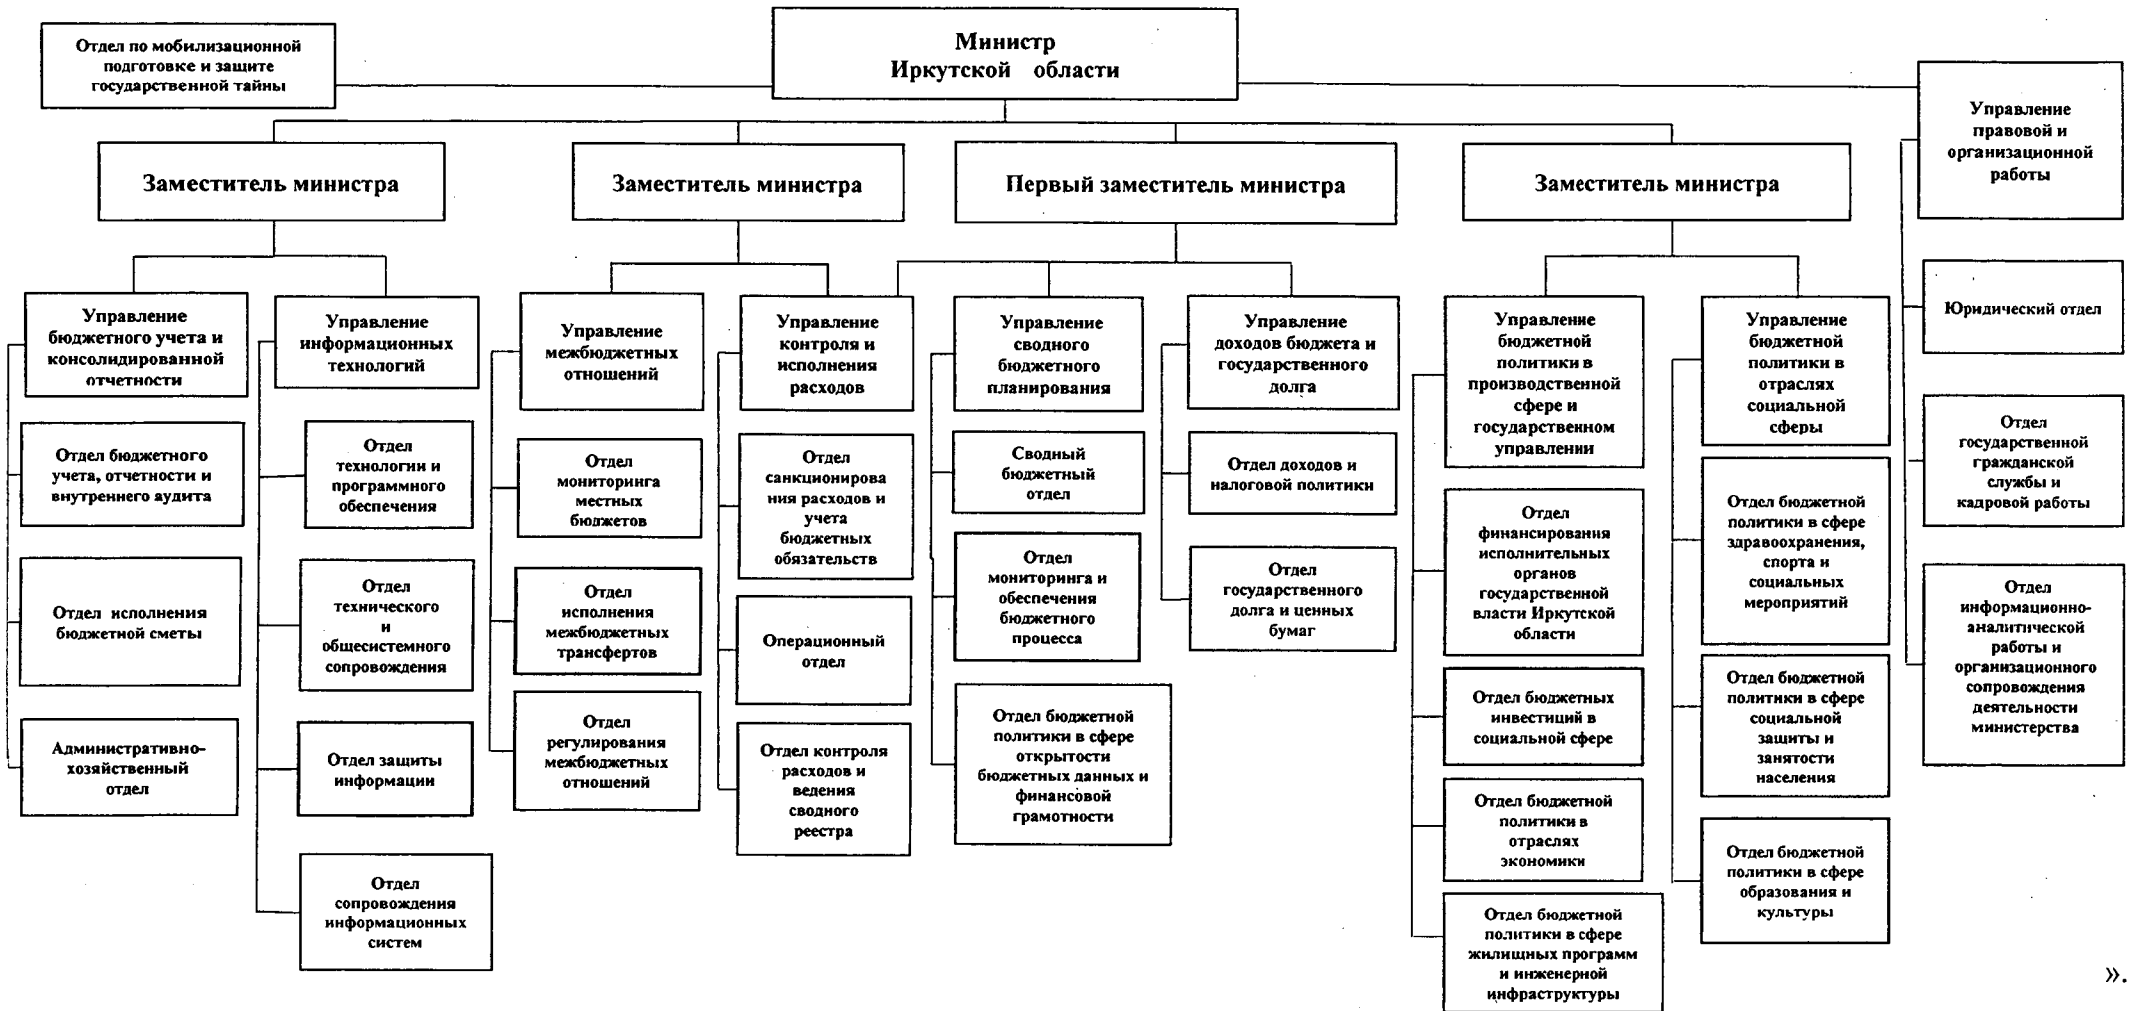 Отдел по мобилизационной
подготовке и защите
государственной тайны
Министр
Иркутской области
Управление
правовой и
организационной
работы
Заместитель министра
Заместитель министра
Первый заместитель министра
Заместитель министра
Управление
бюджетного учета и
консолидированной
отчетности
Отдел бюджетного
учета, отчетности и
внутреннего аудита
Отдел исполнения
бюджетной сметы
Административно-
хозяйственный
отдел
Управление
информационных
технологий
Отдел
технологии и
программного
обеспечения
Отдел
технического
и
общесистемного
сопровождения
Отдел защиты
информации
Отдел
сопровождения
информационных
систем
Управление
межбюджетных
отношений
Отдел
мониторинга
местных
бюджетов
Отдел
исполнения
межбюджетных
трансфертов
Отдел
регулирования
межбюджетных
отношений
Управление
контроля и
исполнения
расходов
Отдел
санкционирова
ния расходов и
учета
бюджетных
обязательств
Операционный
отдел
Отдел контроля
расходов и
ведения
сводного
реестра
Управление
сводного
бюджетного
планирования
Сводный
бюджетный
отдел
Отдел
мониторинга и
обеспечения
бюджетного
процесса
Отдел бюджетной
политики в сфере
открытости
бюджетных данных и
финансовой
грамотности
Управление
доходов бюджета и
государственного
долга
Отдел доходов и
налоговой политики
Отдел
государственного
долга и ценных
бумаг
Управление
бюджетной
политики в
производственной
сфере и
государственном
управлении
Отдел
финансирования
исполнительных
органов
государственной
власти Иркутской
области
Отдел бюджетных
инвестиций в
социальной сфере
Отдел бюджетной
политики в
отраслях
экономики
Отдел бюджетной
политики в сфере
жилищных программ
и инженерной
инфраструктуры
Управление
бюджетной
политики в
отраслях
социальной
сферы
Отдел бюджетной
политики в сфере
здравоохранения,
спорта и
социальных
мероприятий
Отдел бюджетной
политики в сфере
социальной
защиты и
занятости
населения
Отдел бюджетной
политики в сфере
образования и
культуры
Юридический отдел
Отдел
государственной
гражданской
службы и
кадровой работы
Отдел
информационно-
аналитической
работы и
организационного
сопровождения
деятельности
министерства
».